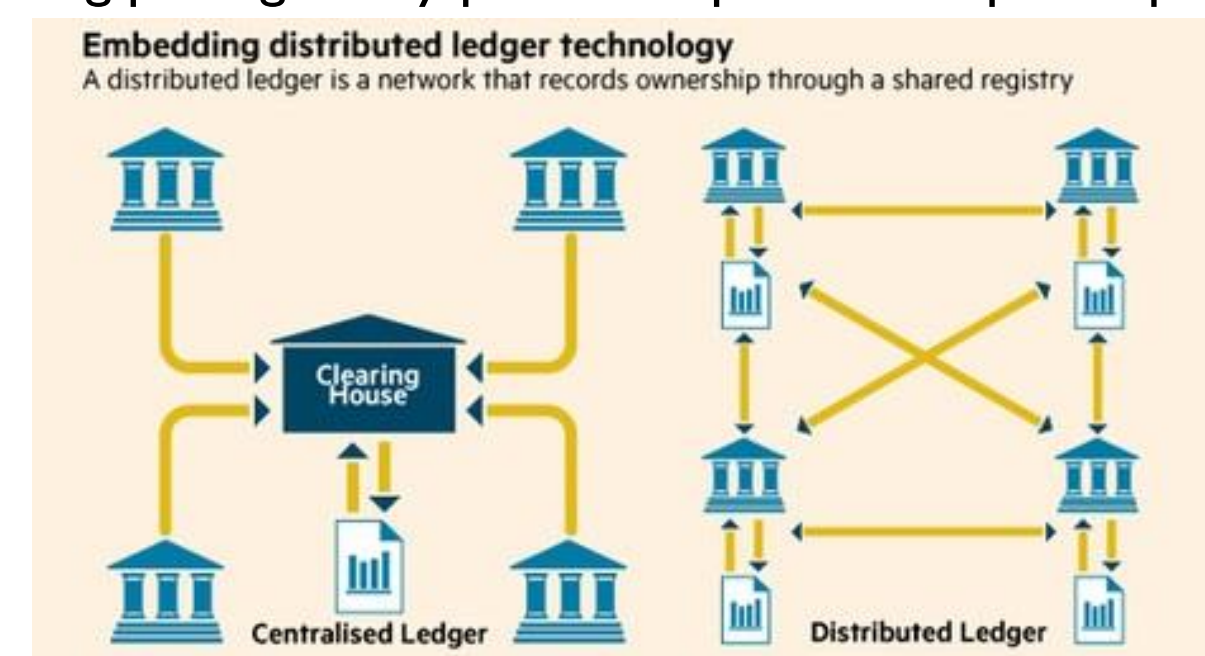 Embedding distributed ledger technology
A distributed ledger is a network that records ownership through a shared registry
Clearing
House
Centralised Ledger
Distributed Ledger